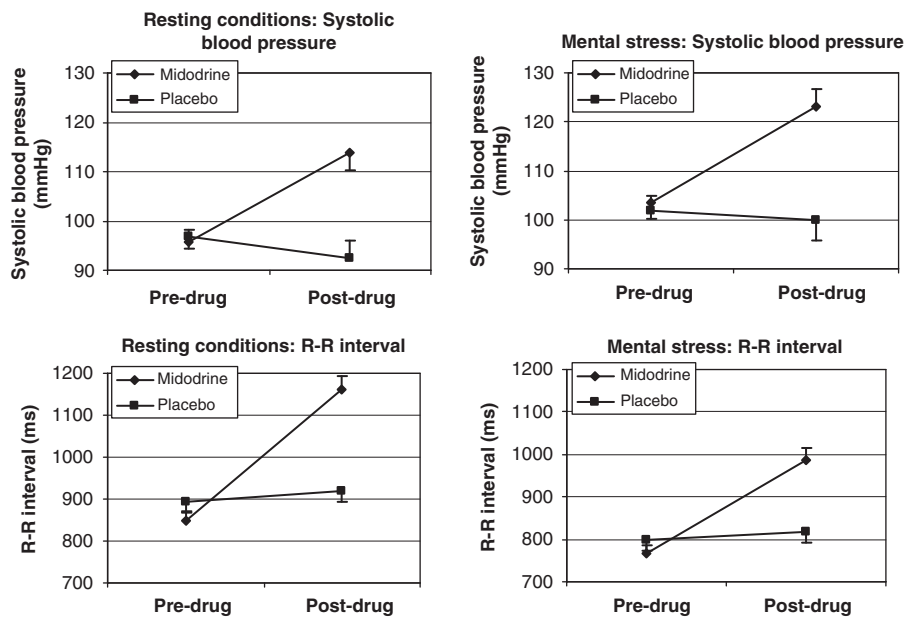 Resting conditions: Systolic
blood pressure
Systolic blood pressure
(mmHg)
130
120
110
100
90
Midodrine
Placebo
Pre-drug
Post-drug
Mental stress: Systolic blood pressure
Systolic blood pressure
(mmHg)
130
120
110
100
90
Midodrine
Placebo
Pre-drug
Post-drug
Resting conditions: R-R interval
R-R interval (ms)
1200
1100
1000
900
800
700
Midodrine
Placebo
Pre-drug
Post-drug
Mental stress: R-R interval
R-R interval (ms)
1200
1100
1000
900
800
700
Midodrine
Placebo
Pre-drug
Post-drug